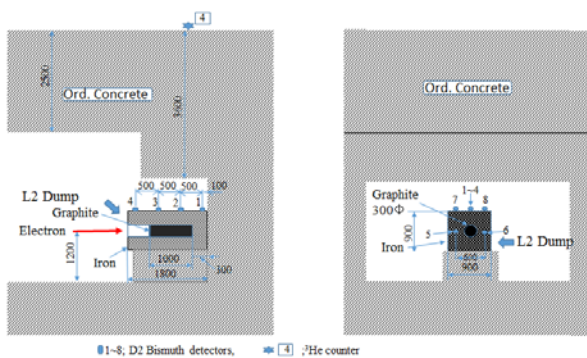 4
2500
Ord. Concrete
3600
500 500 500 100
L2 Dump
4 3 2 1
Graphite
Electron
1200
Iron
1000
1800
300
Ord. Concrete
Graphite
300Φ
1~4
7 8
5 6
900
Iron
L2 Dump
600
900
1~8; D2 Bismuth detectors, 4 ;³He counter